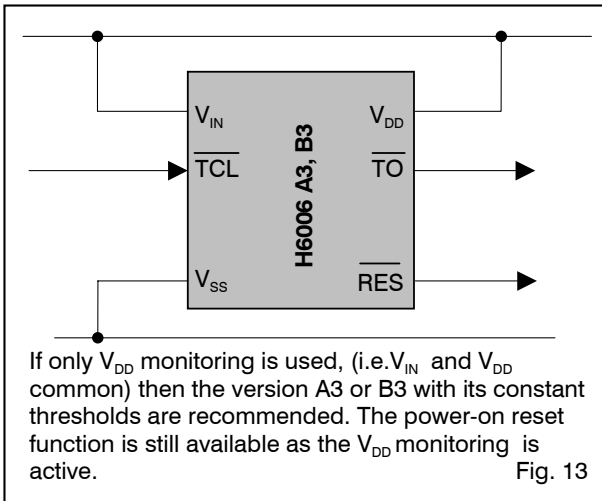 V_IN V_DD
TCL TO
H6006 A3, B3
V_SS RES
If only V_DD monitoring is used, (i.e.V_IN and V_DD
common) then the version A3 or B3 with its constant
thresholds are recommended. The power-on reset
function is still available as the V_DD monitoring is
active. Fig. 13